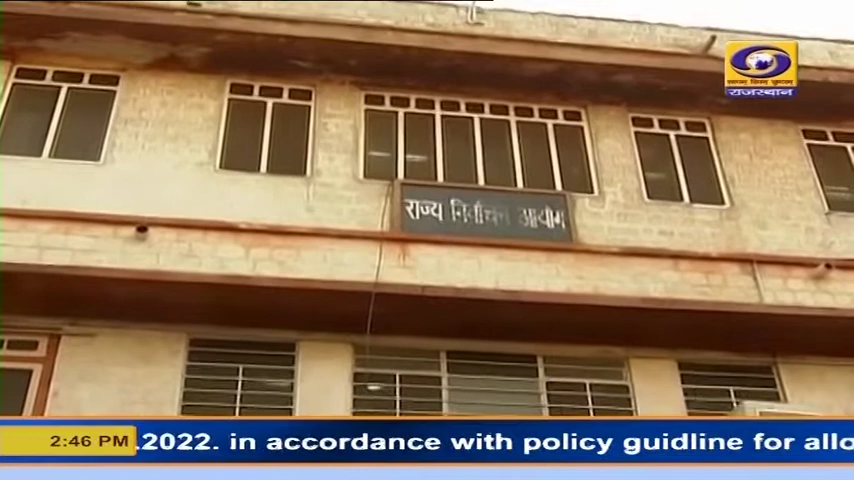 राजस्थान
राज्य निर्वाचन आयोग
2:46 PM
.2022. in accordance with policy guidline for allo